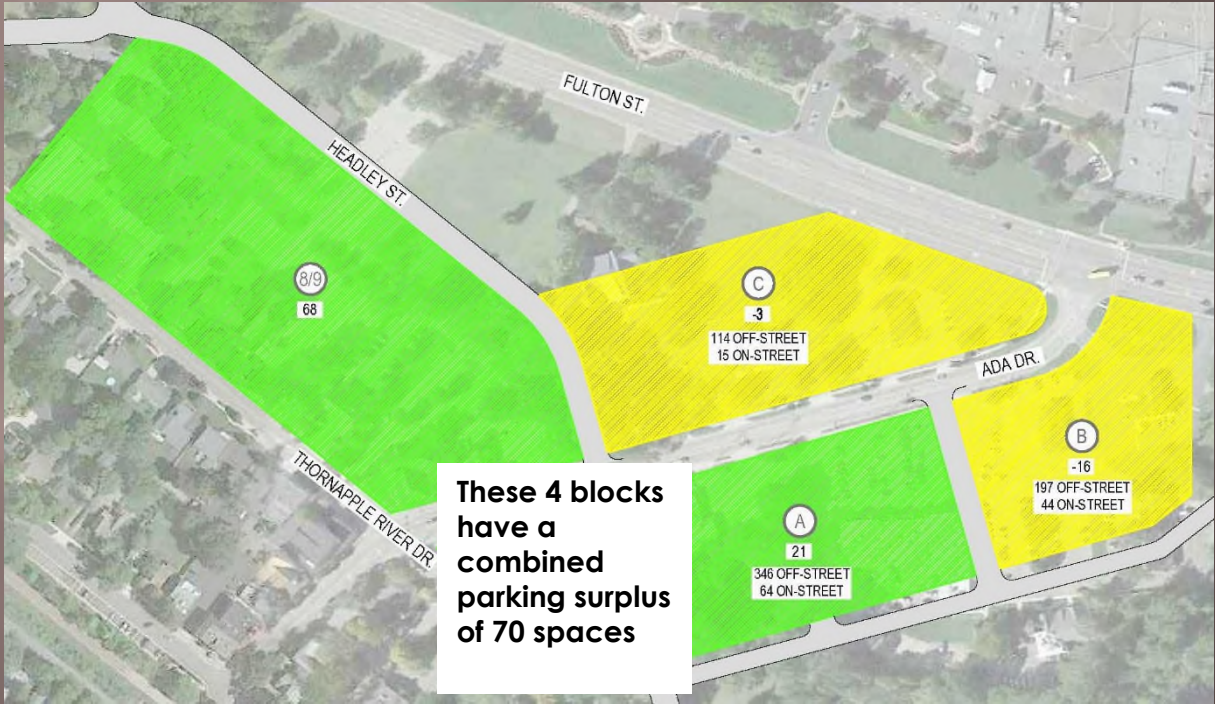 FULTON ST.
HEADLEY ST.
8/9
68
C
-3
114 OFF-STREET
15 ON-STREET
ADA DR.
B
-16
197 OFF-STREET
44 ON-STREET
THORNAPPLE RIVER DR.
These 4 blocks
have a
combined
parking surplus
of 70 spaces
A
21
346 OFF-STREET
64 ON-STREET